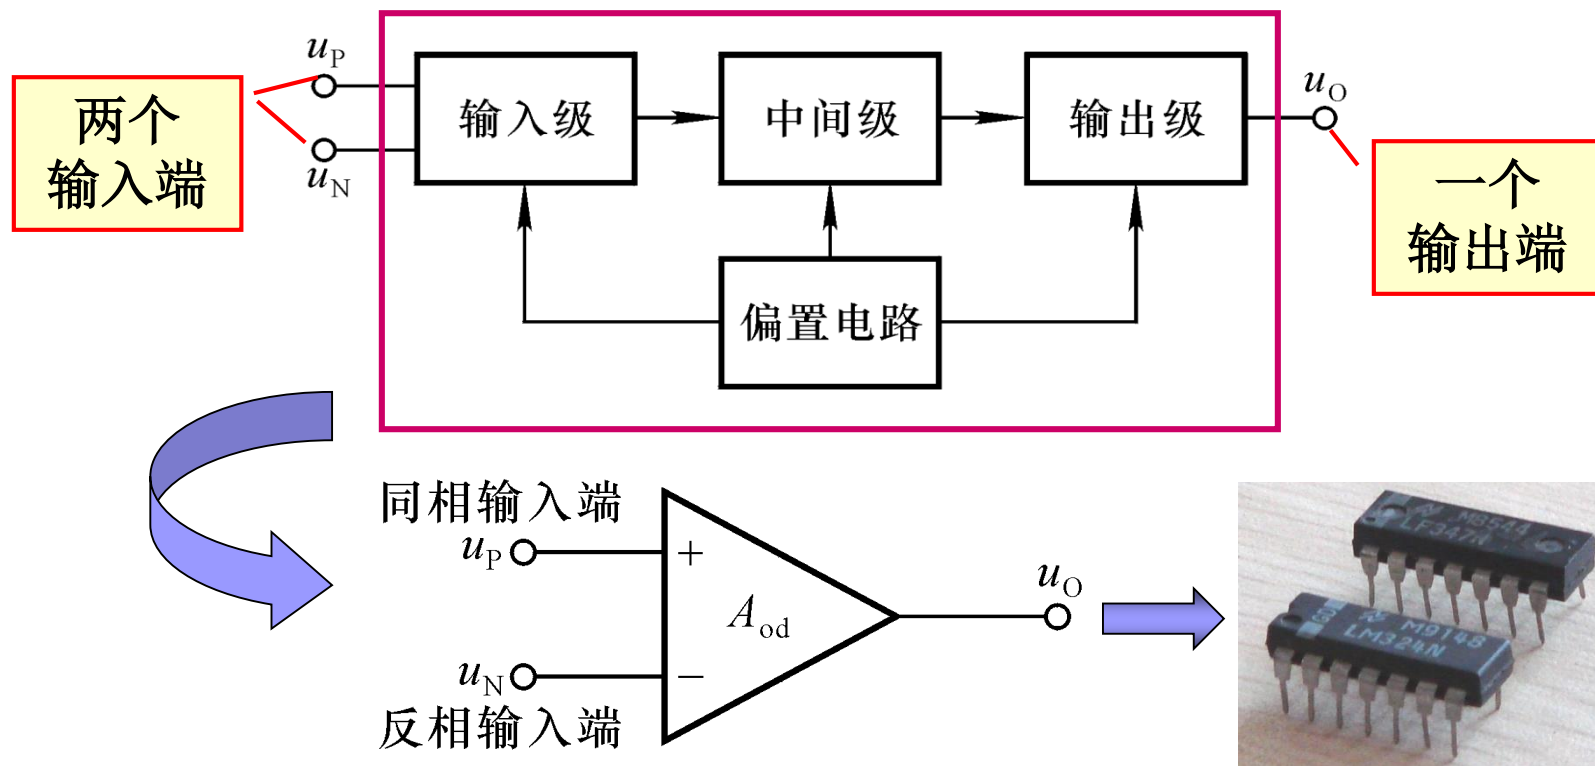 两个
输入端
uP
uN
输入级
中间级
输出级
uO
一个
输出端
偏置电路
同相输入端
uP
+
Aod
uO
uN
−
反相输入端
M8544
LF347N
M9148
LM324N